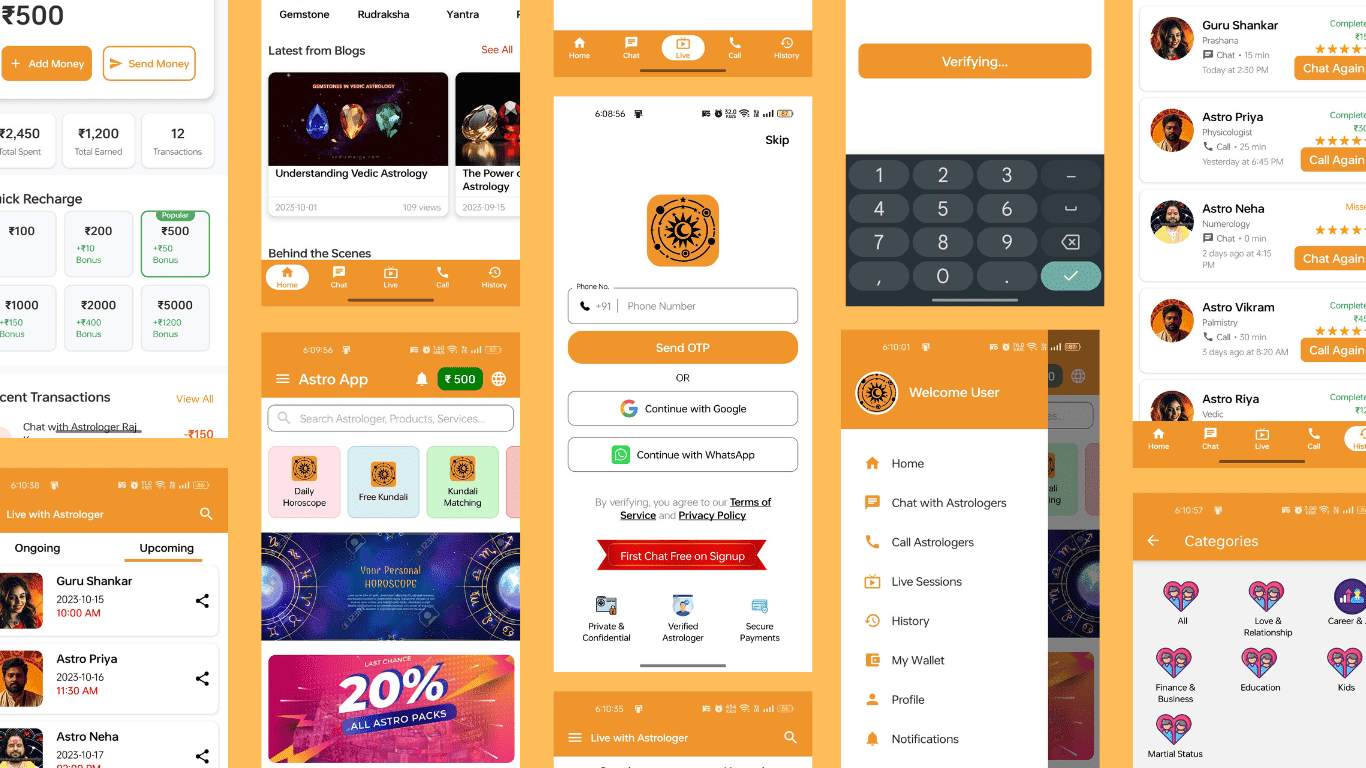 ₹500
Add Money
Send Money
₹2,450
Total Spent
₹1,200
Total Earned
12
Transactions
Quick Recharge
₹100
₹200
+₹10
Bonus
Popular
₹500
+₹50
Bonus
₹1000
+₹150
Bonus
₹2000
+₹400
Bonus
₹5000
+₹1200
Bonus
Recent Transactions
View All
Chat with Astrologer Raj
-₹150
6:10:38
Live with Astrologer
Ongoing
Upcoming
Guru Shankar
2023-10-15
10:00 AM
Astro Priya
2023-10-16
11:30 AM
Astro Neha
2023-10-17
Gemstone
Rudraksha
Yantra
Latest from Blogs
See All
GEMSTONES IN VEDIC ASTROLOGY
Understanding Vedic Astrology
2023-10-01
109 views
The Power
Astrology
2023-09-15
Behind the Scenes
Home
Chat
Live
Call
History
6:09:56
Astro App
₹ 500
Search Astrologer, Products, Services...
Daily
Horoscope
Free Kundali
Kundali
Matching
Your Personal
HOROSCOPE
LAST CHANCE
20%
ALL ASTRO PACKS
Home
Chat
Live
Call
History
6:08:56
Skip
Phone No.
+91
Phone Number
Send OTP
OR
Continue with Google
Continue with WhatsApp
By verifying, you agree to our Terms of
Service and Privacy Policy
First Chat Free on Signup
Private &
Confidential
Verified
Astrologer
Secure
Payments
6:10:35
Live with Astrologer
Verifying...
1 2 3 –
4 5 6
7 8 9
, 0 .
6:10:01
Welcome User
Home
Chat with Astrologers
Call Astrologers
Live Sessions
History
My Wallet
Profile
Notifications
Guru Shankar
Complete
Prashana
Chat • 15 min
Today at 2:30 PM
Chat Again
Astro Priya
Complete
Physicologist
Call • 25 min
Yesterday at 6:45 PM
Call Again
Astro Neha
Misse
Numerology
Chat • 0 min
2 days ago at 4:15
PM
Chat Again
Astro Vikram
Complete
Palmistry
Call • 30 min
3 days ago at 8:20 AM
Call Again
Astro Riya
Complete
Vedic
Home
Chat
Live
Call
His
6:10:57
Categories
All
Love &
Relationship
Career &
Finance &
Business
Education
Kids
Martial Status